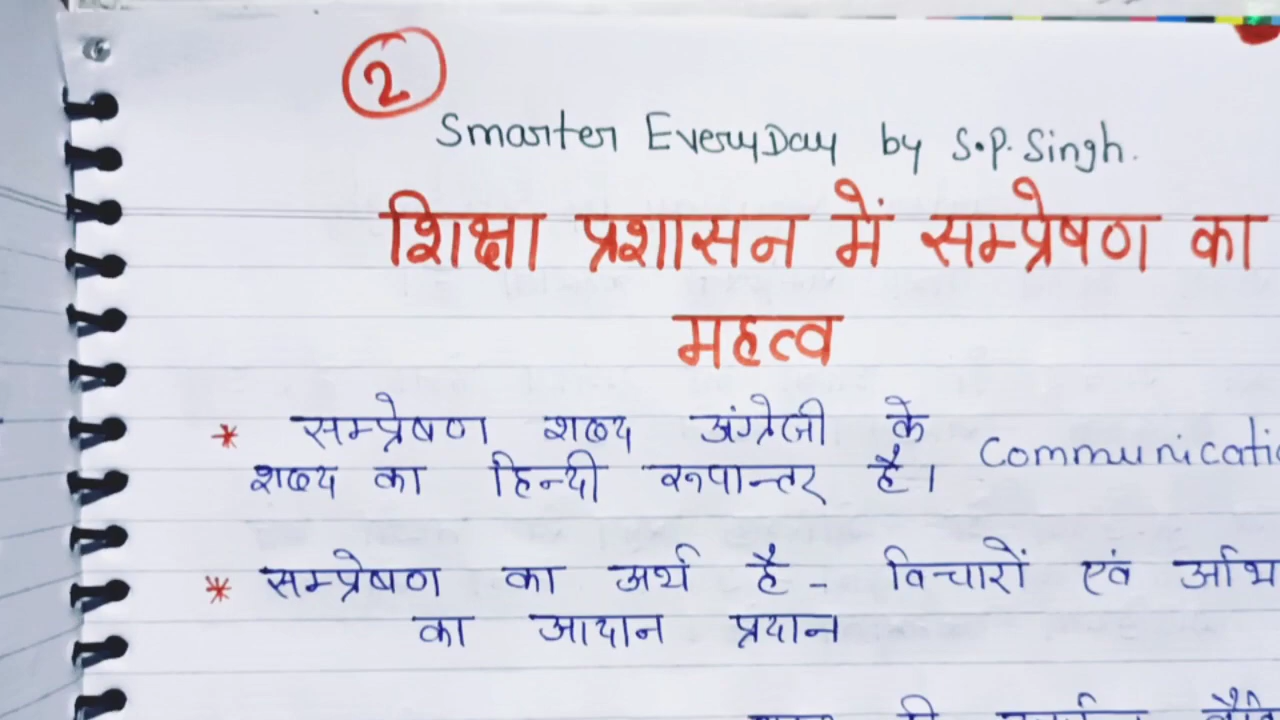 2
Smarter EveryDay by S.P. Singh.
शिक्षा प्रशासन में सम्प्रेषण का
महत्व
* सम्प्रेषण शब्द अंग्रेजी के Communicatio
शब्द का हिन्दी रूपान्तर है।
* सम्प्रेषण का अर्थ है - विचारों एवं अभि
का आदान प्रदान